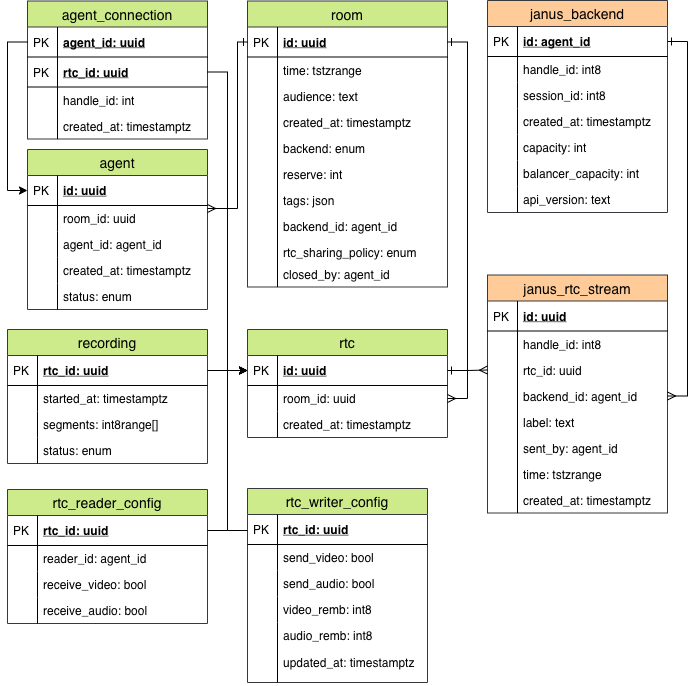 agent_connection
PK agent_id: uuid
PK rtc_id: uuid
handle_id: int
created_at: timestamptz
agent
PK id: uuid
room_id: uuid
agent_id: agent_id
created_at: timestamptz
status: enum
room
PK id: uuid
time: tstzrange
audience: text
created_at: timestamptz
backend: enum
reserve: int
tags: json
backend_id: agent_id
rtc_sharing_policy: enum
closed_by: agent_id
janus_backend
PK id: agent_id
handle_id: int8
session_id: int8
created_at: timestamptz
capacity: int
balancer_capacity: int
api_version: text
recording
PK rtc_id: uuid
started_at: timestamptz
segments: int8range[]
status: enum
rtc
PK id: uuid
room_id: uuid
created_at: timestamptz
janus_rtc_stream
PK id: uuid
handle_id: int8
rtc_id: uuid
backend_id: agent_id
label: text
sent_by: agent_id
time: tstzrange
created_at: timestamptz
rtc_reader_config
PK rtc_id: uuid
reader_id: agent_id
receive_video: bool
receive_audio: bool
rtc_writer_config
PK rtc_id: uuid
send_video: bool
send_audio: bool
video_remb: int8
audio_remb: int8
updated_at: timestamptz